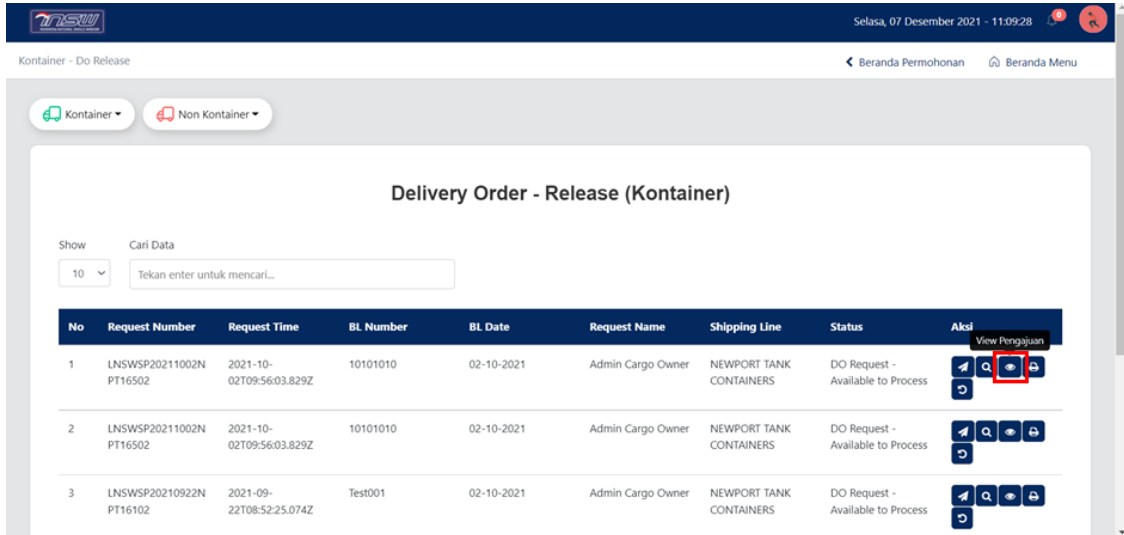 INSW
Selasa, 07 Desember 2021 - 11:09:28
0
Kontainer - Do Release
Beranda Permohonan
Beranda Menu
Kontainer
Non Kontainer
Delivery Order - Release (Kontainer)
Show
Cari Data
10
Tekan enter untuk mencari...
No Request Number Request Time BL Number BL Date Request Name Shipping Line Status Aksi
View Pengajuan
1 LNSWSP20211002N 2021-10- 10101010 02-10-2021 Admin Cargo Owner NEWPORT TANK DO Request -
PT16502 02T09:56:03.829Z CONTAINERS Available to Process
2 LNSWSP20211002N 2021-10- 10101010 02-10-2021 Admin Cargo Owner NEWPORT TANK DO Request -
PT16502 02T09:56:03.829Z CONTAINERS Available to Process
3 LNSWSP20210922N 2021-09- Test001 02-10-2021 Admin Cargo Owner NEWPORT TANK DO Request -
PT16102 22T08:52:25.074Z CONTAINERS Available to Process